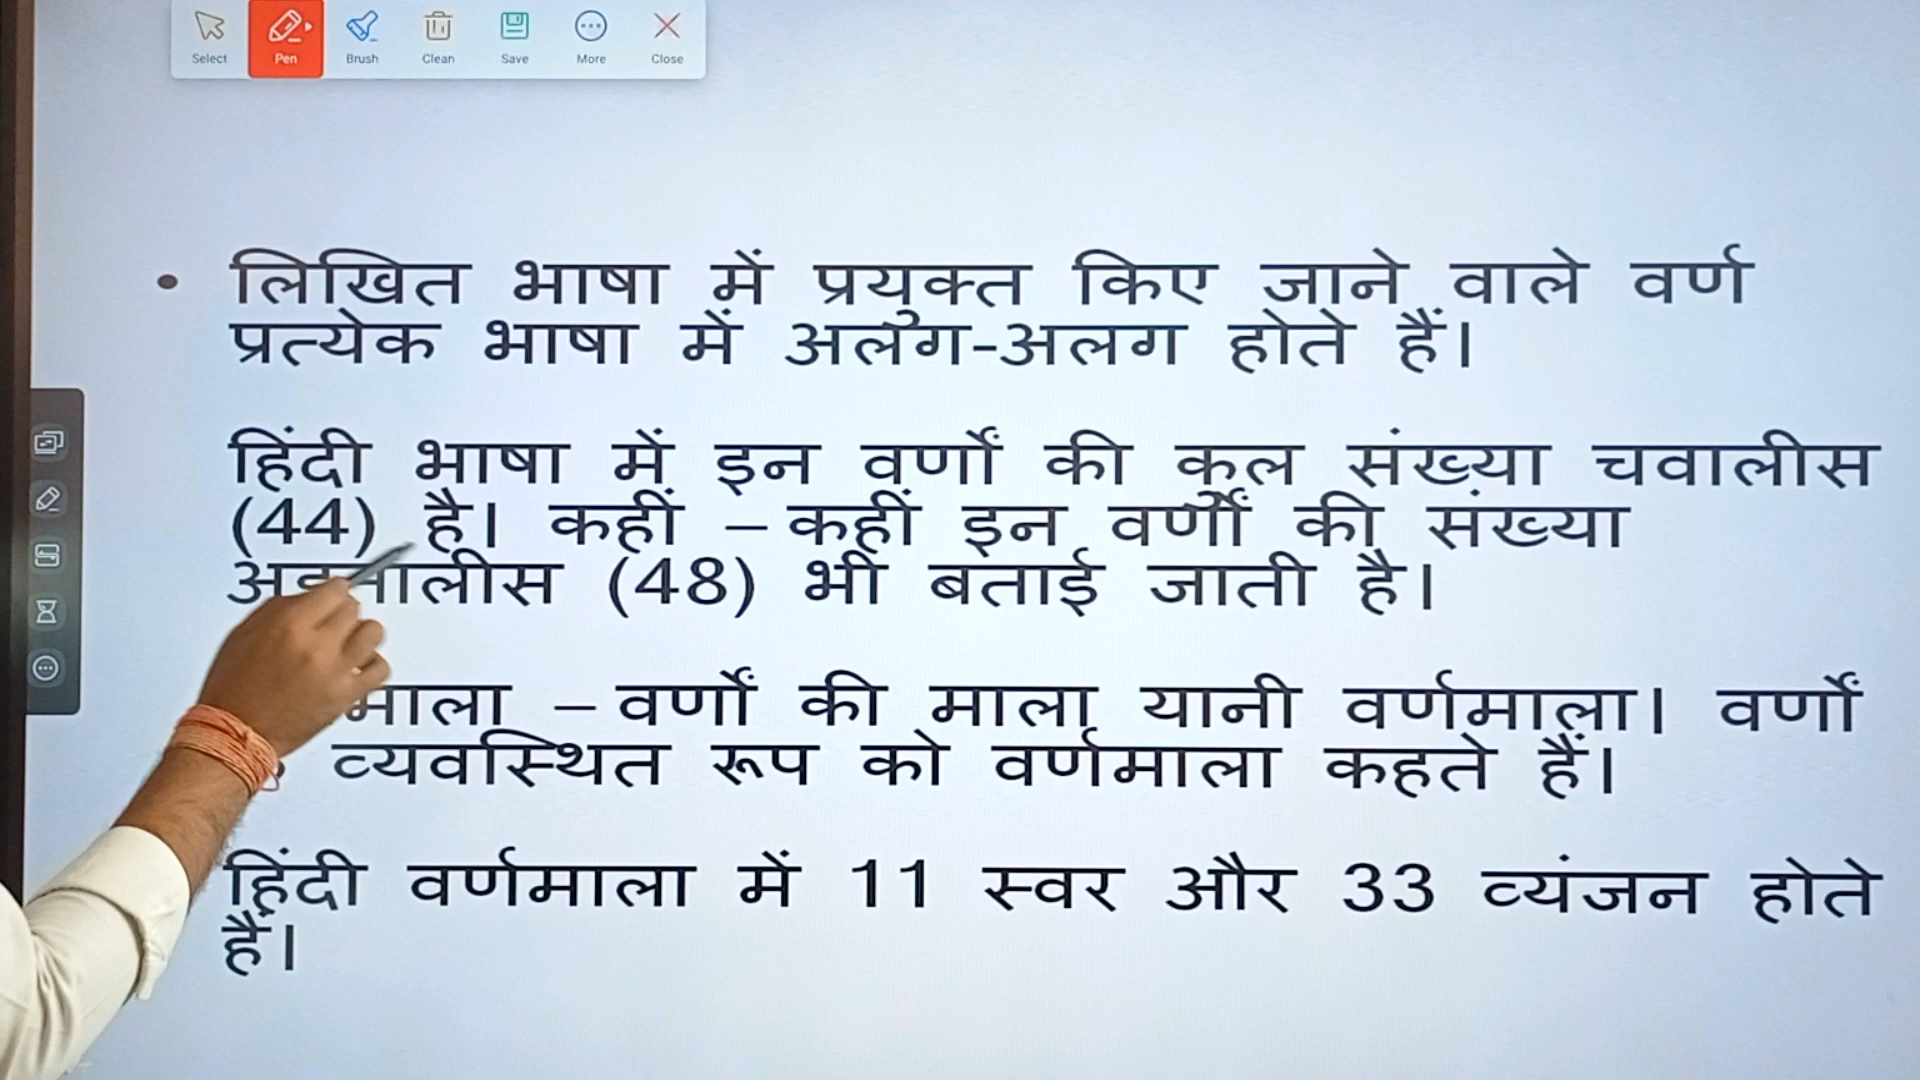 Select Pen Brush Clean Save More Close
• लिखित भाषा में प्रयुक्त किए जाने वाले वर्ण
प्रत्येक भाषा में अलग-अलग होते हैं।
हिंदी भाषा में इन वर्णों की कुल संख्या चवालीस
(44) है। कहीं – कहीं इन वर्णों की संख्या
(48) भी बताई जाती है।
माला – वर्णों की माला यानी वर्णमाला। वर्णों
व्यवस्थित रूप को वर्णमाला कहते हैं।
हिंदी वर्णमाला में 11 स्वर और 33 व्यंजन होते
हैं।